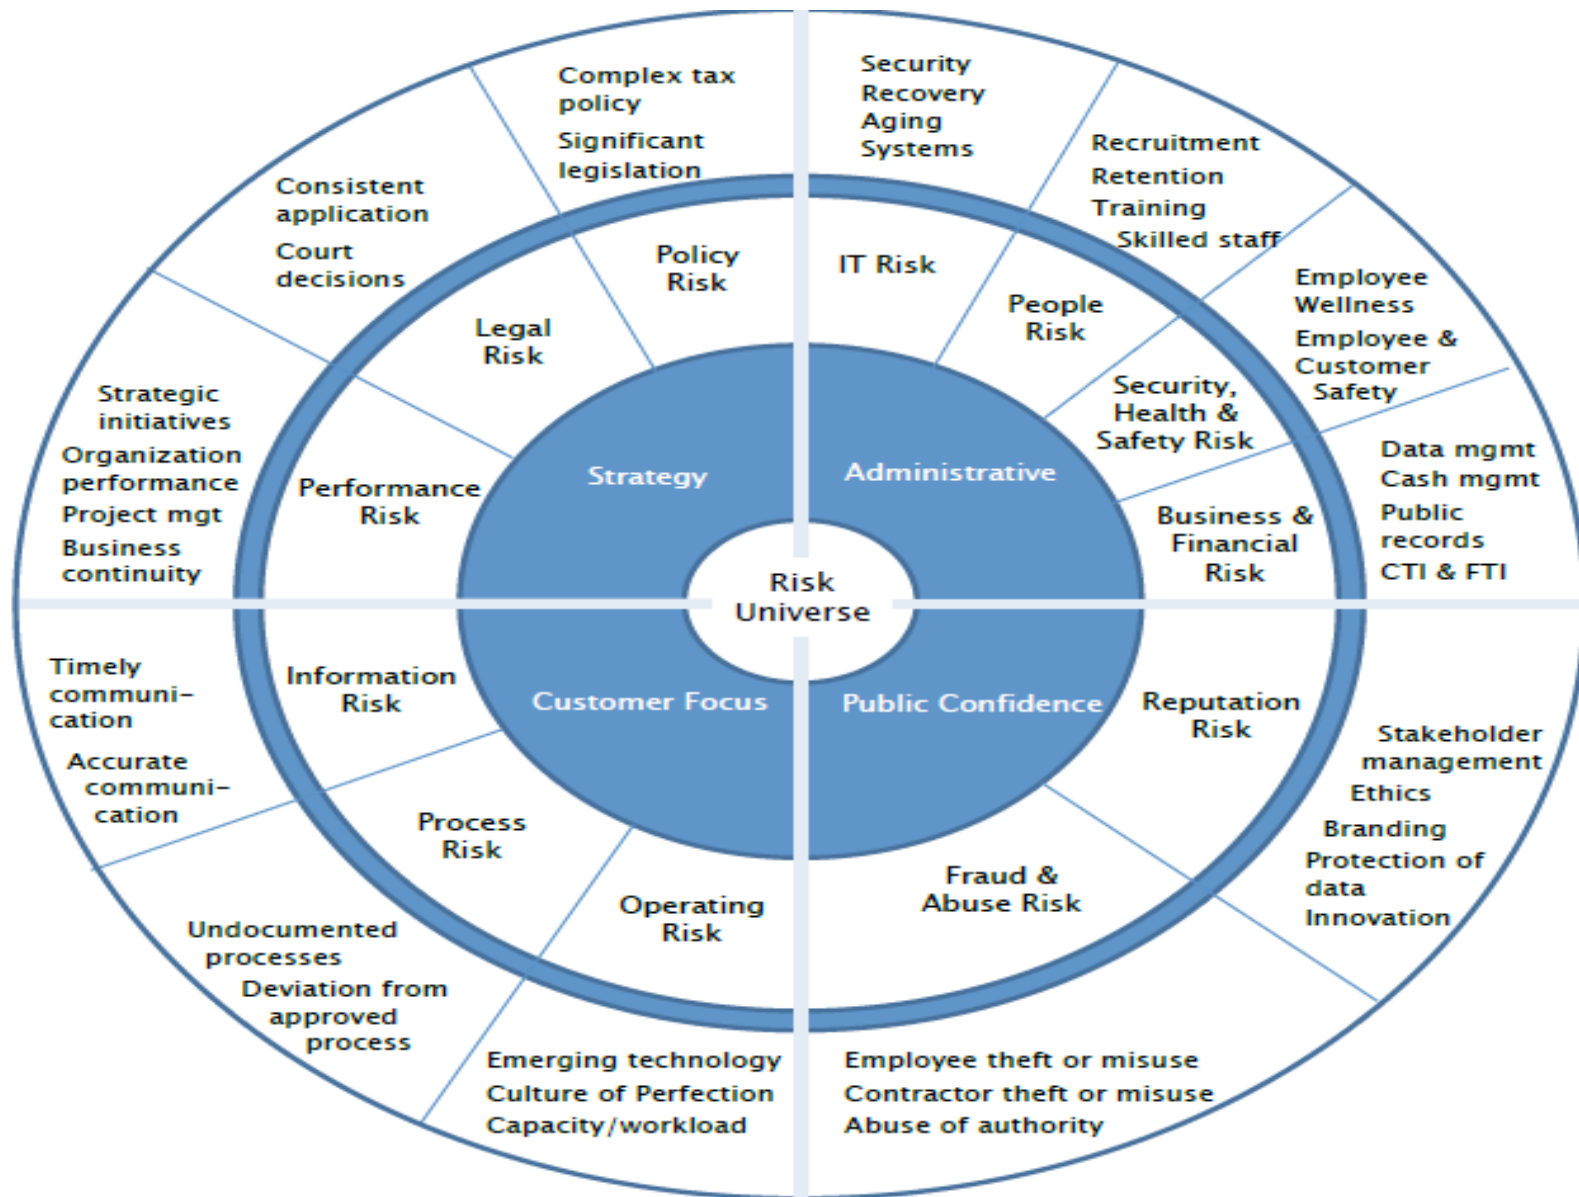 Complex tax
policy
Significant
legislation
Security
Recovery
Aging
Systems
Recruitment
Retention
Training
Skilled staff
Consistent
application
Court
decisions
Policy
Risk
IT Risk
People
Risk
Employee
Wellness
Employee &
Customer
Safety
Legal
Risk
Security,
Health &
Safety Risk
Strategic
initiatives
Organization
performance
Project mgt
Business
continuity
Performance
Risk
Strategy
Administrative
Business &
Financial
Risk
Data mgmt
Cash mgmt
Public
records
CTI & FTI
Risk
Universe
Timely
communi-
cation
Accurate
communi-
cation
Information
Risk
Customer Focus
Public Confidence
Reputation
Risk
Stakeholder
management
Ethics
Branding
Protection of
data
Innovation
Process
Risk
Operating
Risk
Fraud &
Abuse Risk
Undocumented
processes
Deviation from
approved
process
Emerging technology
Culture of Perfection
Capacity/workload
Employee theft or misuse
Contractor theft or misuse
Abuse of authority